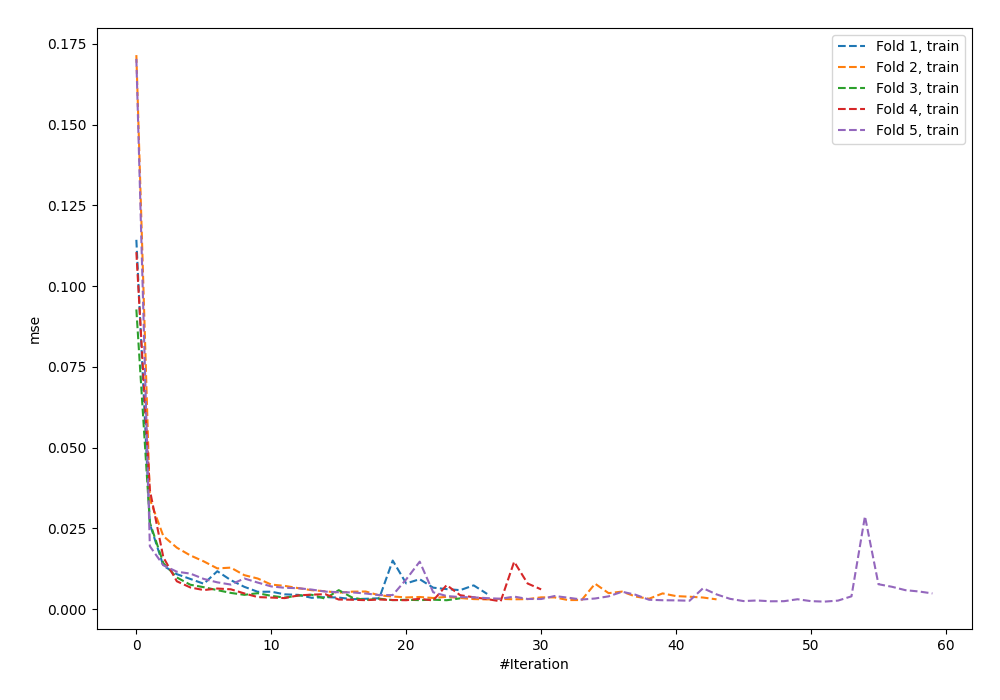 0.175
0.150
0.125
0.100
0.075
0.050
0.025
0.000
mse
0
10
20
30
40
50
60
#Iteration
Fold 1, train
Fold 2, train
Fold 3, train
Fold 4, train
Fold 5, train